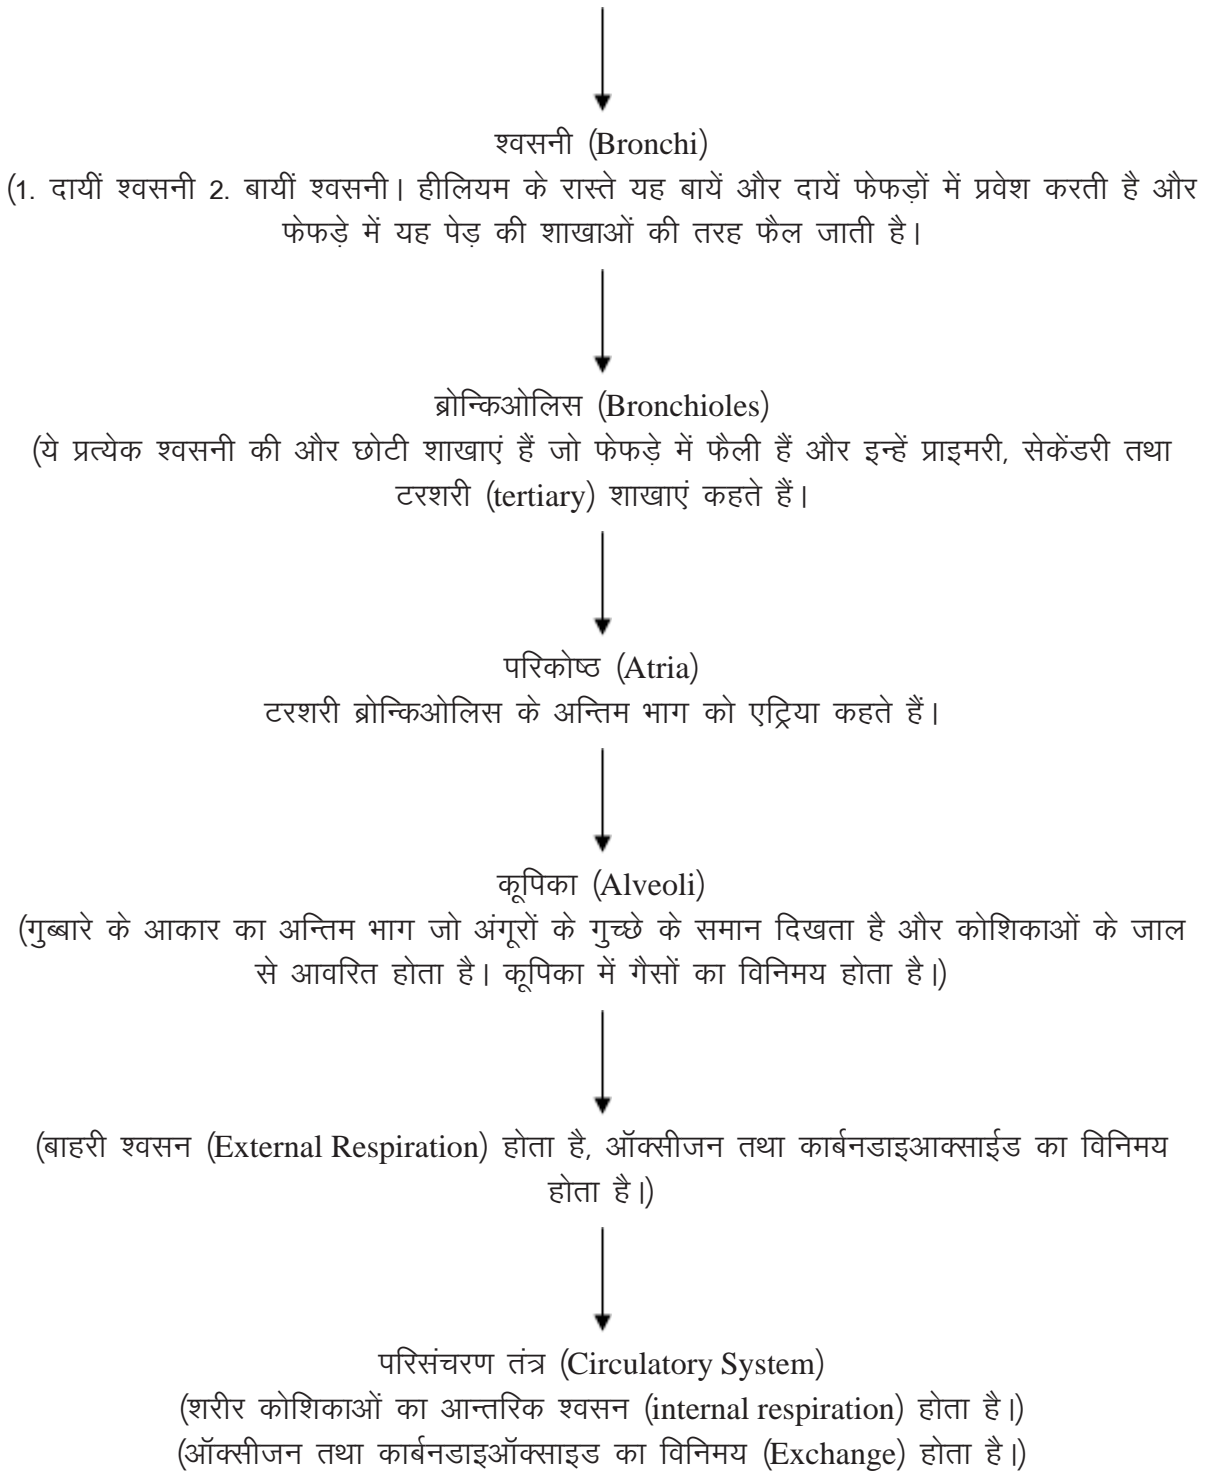 श्वसनी (Bronchi)
(1. दायीं श्वसनी 2. बायीं श्वसनी। हीलियम के रास्ते यह बायें और दायें फेफड़ों में प्रवेश करती है और
फेफड़े में यह पेड़ की शाखाओं की तरह फैल जाती है।
ब्रोन्किओलिस (Bronchioles)
(ये प्रत्येक श्वसनी की और छोटी शाखाएं हैं जो फेफड़े में फैली हैं और इन्हें प्राइमरी, सेकेंडरी तथा
टरशरी (tertiary) शाखाएं कहते हैं।
परिकोष्ठ (Atria)
टरशरी ब्रोन्किओलिस के अन्तिम भाग को एट्रिया कहते हैं।
कूपिका (Alveoli)
(गुब्बारे के आकार का अन्तिम भाग जो अंगूरों के गुच्छे के समान दिखता है और कोशिकाओं के जाल
से आवरित होता है। कूपिका में गैसों का विनिमय होता है।)
(बाहरी श्वसन (External Respiration) होता है, ऑक्सीजन तथा कार्बनडाइआक्साईड का विनिमय
होता है।)
परिसंचरण तंत्र (Circulatory System)
(शरीर कोशिकाओं का आन्तरिक श्वसन (internal respiration) होता है।)
(ऑक्सीजन तथा कार्बनडाइऑक्साइड का विनिमय (Exchange) होता है।)